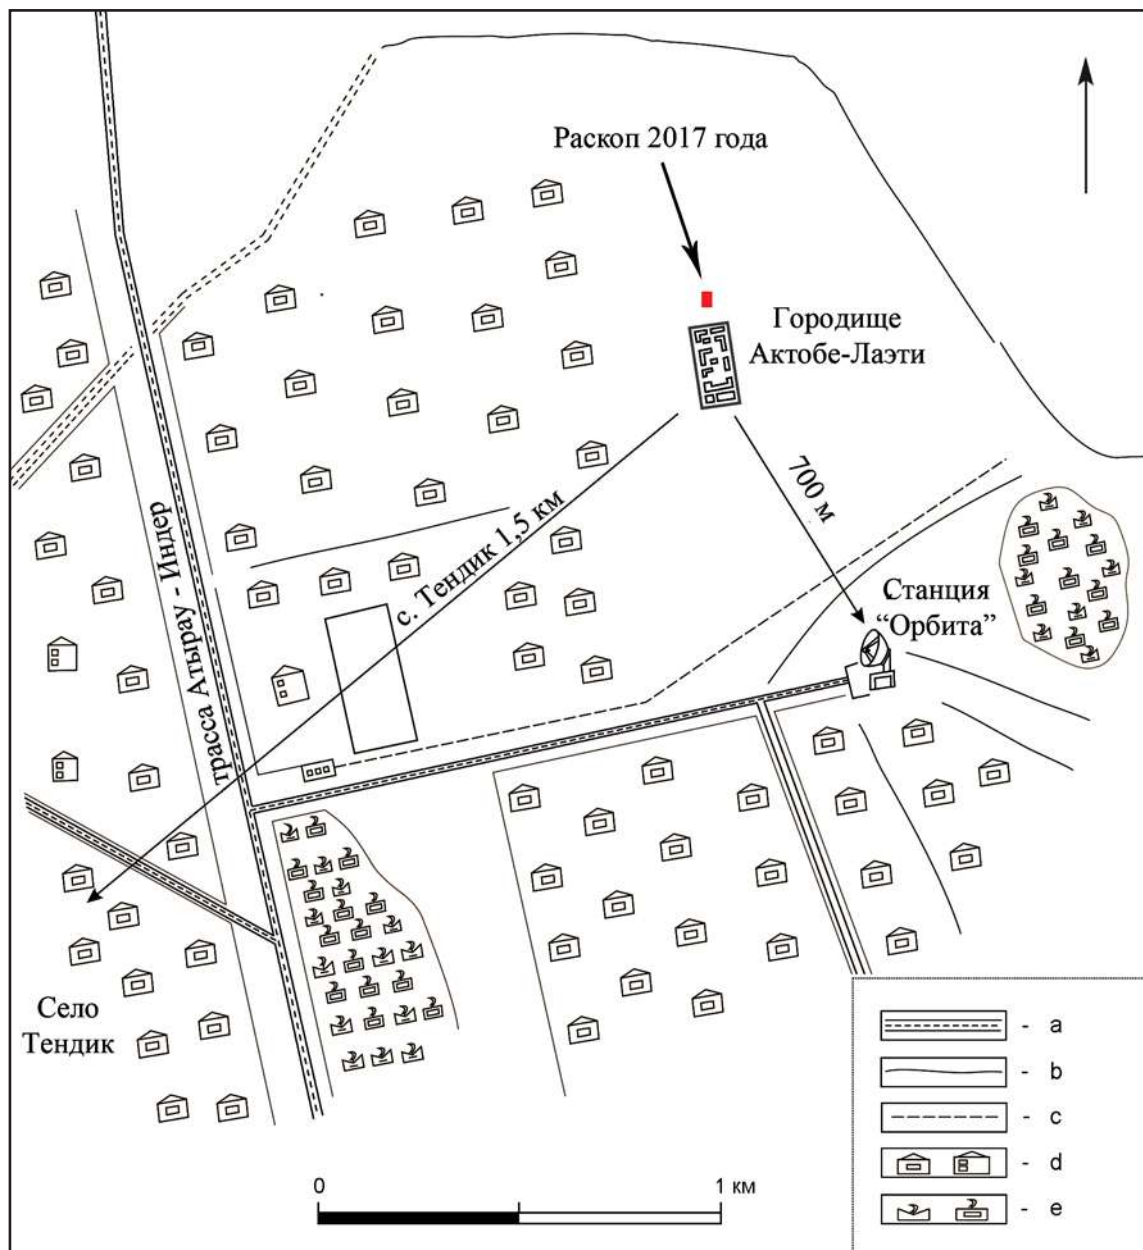 Раскоп 2017 года
Городище
Актобе-Лаэти
700 м
с. Тендик 1,5 км
трасса Атырау - Индер
Станция
“Орбита”
Село
Тендик
0
1 км
- a
- b
- c
- d
- e